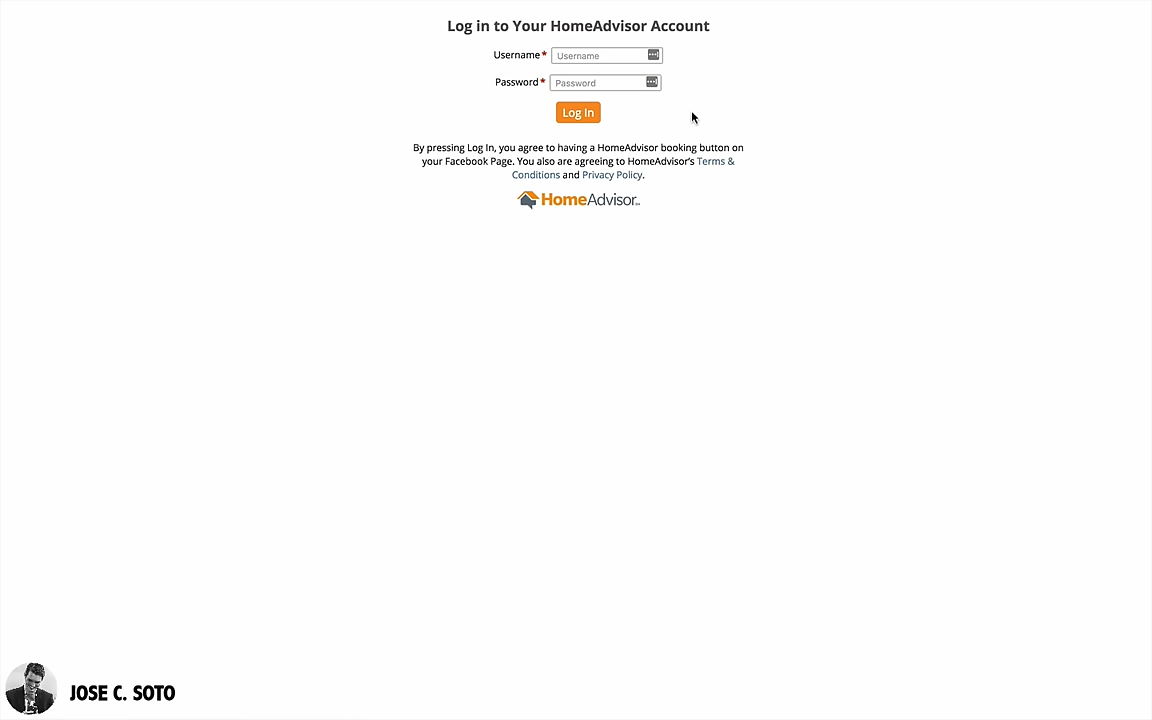 Log in to Your HomeAdvisor Account
Username* Username
Password* Password
Log In
By pressing Log In, you agree to having a HomeAdvisor booking button on
your Facebook Page. You also are agreeing to HomeAdvisor's Terms &
Conditions and Privacy Policy.
HomeAdvisor
JOSE C. SOTO